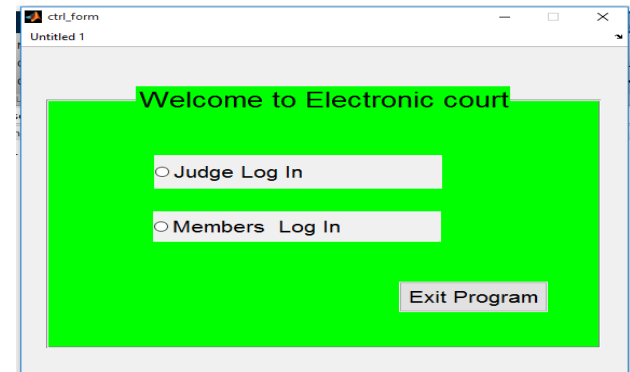 ctrl_form
Untitled 1
Welcome to Electronic court
Judge Log In
Members Log In
Exit Program